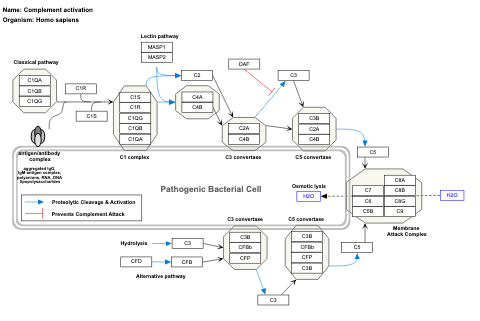 Name: Complement activation
Organism: Homo sapiens
Lectin pathway
MASP1
MASP2
Classical pathway
DAF
C1QA
C1QB
C1QG
C1R
C1S
C2
C3
C1S
C1R
C1QG
C1QB
C1QA
C4A
C4B
C2A
C4B
C3B
C2A
C4B
antigen/antibody
complex
C1 complex
C3 convertase
C5 convertase
C5
aggregated IgG,
IgM-antigen complex,
polyanions, RNA, DNA
lipopolysaccharides
Pathogenic Bacterial Cell
Osmotic lysis
H2O
H2O
C8A
C7
C8B
C6
C8G
C5B
C9
Membrane
Attack Complex
Proteolytic Cleavage & Activation
Prevents Complement Attack
C3 convertase
C5 convertase
Hydrolysis
C3
CFD
CFB
Alternative pathway
C3B
CFBb
CFP
C3B
CFBb
CFP
C3B
C5
C3